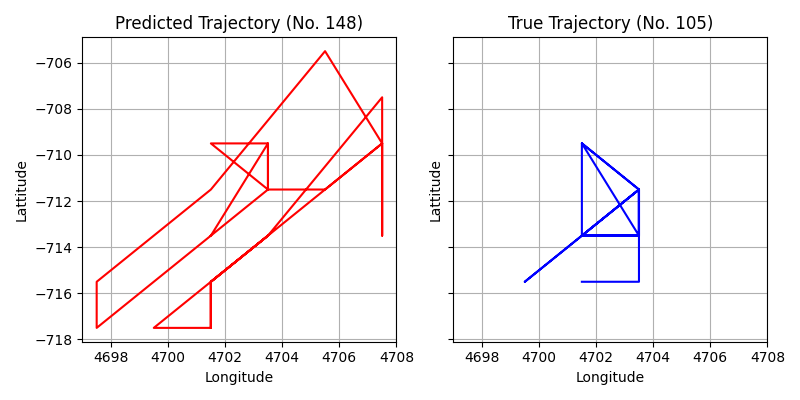 Predicted Trajectory (No. 148)
True Trajectory (No. 105)
−706
−708
−710
−712
−714
−716
−718
Lattitude
Lattitude
4698 4700 4702 4704 4706 4708
4698 4700 4702 4704 4706 4708
Longitude
Longitude